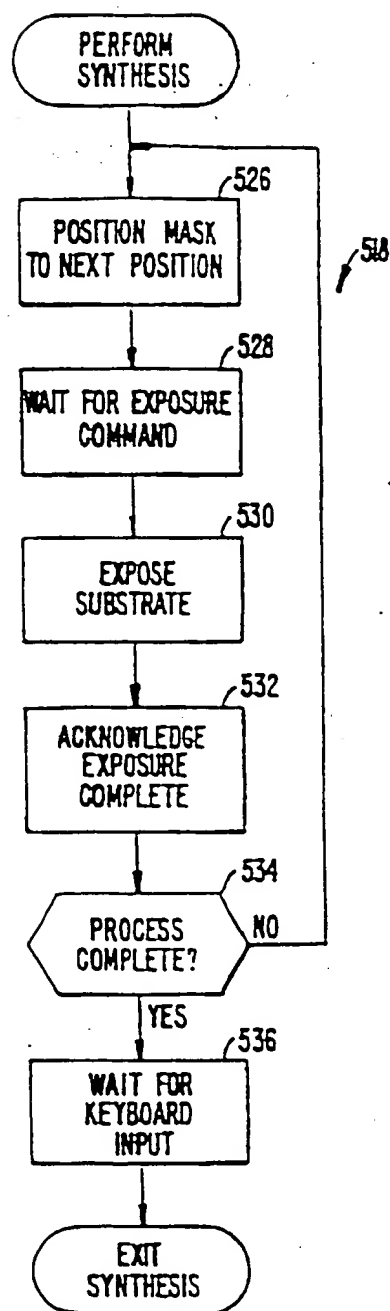 PERFORM
SYNTHESIS
526
518
POSITION MASK
TO NEXT POSITION
528
WAIT FOR EXPOSURE
COMMAND
530
EXPOSE
SUBSTRATE
532
ACKNOWLEDGE
EXPOSURE
COMPLETE
534
PROCESS
COMPLETE?
NO
YES
536
WAIT FOR
KEYBOARD
INPUT
EXIT
SYNTHESIS